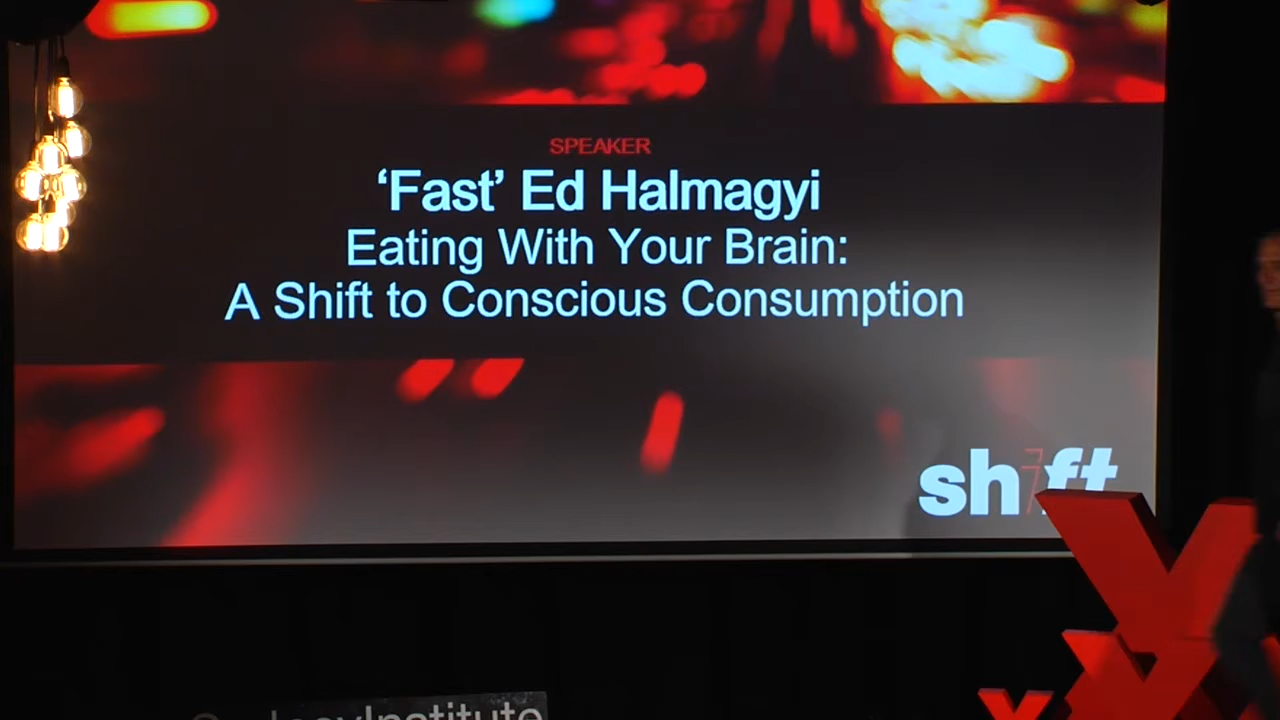 SPEAKER
‘Fast’ Ed Halmagyi
Eating With Your Brain:
A Shift to Conscious Consumption
shift
X
X
X